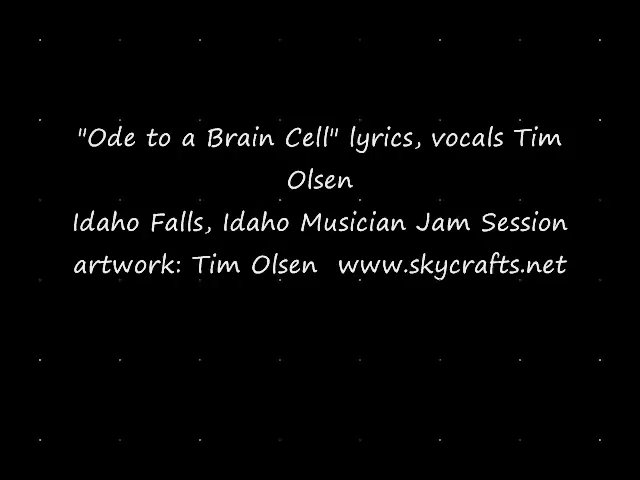 "Ode to a Brain Cell" lyrics, vocals Tim
Olsen
Idaho Falls, Idaho Musician Jam Session
artwork: Tim Olsen  www.skycrafts.net